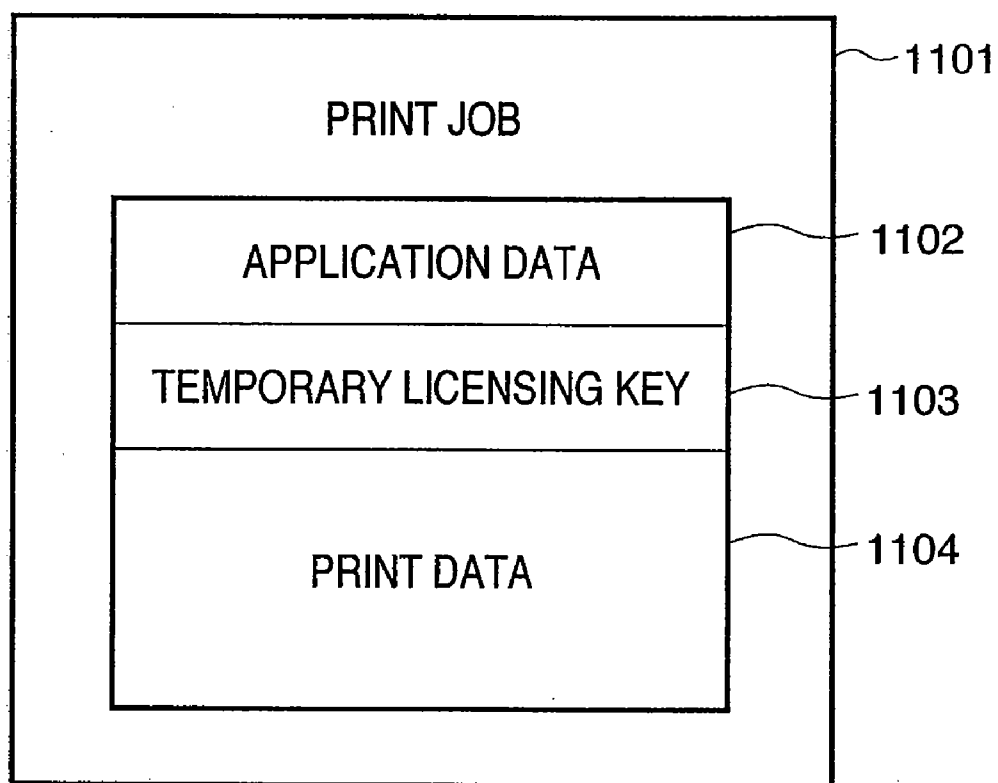 1101
PRINT JOB
1102
APPLICATION DATA
TEMPORARY LICENSING KEY
1103
1104
PRINT DATA